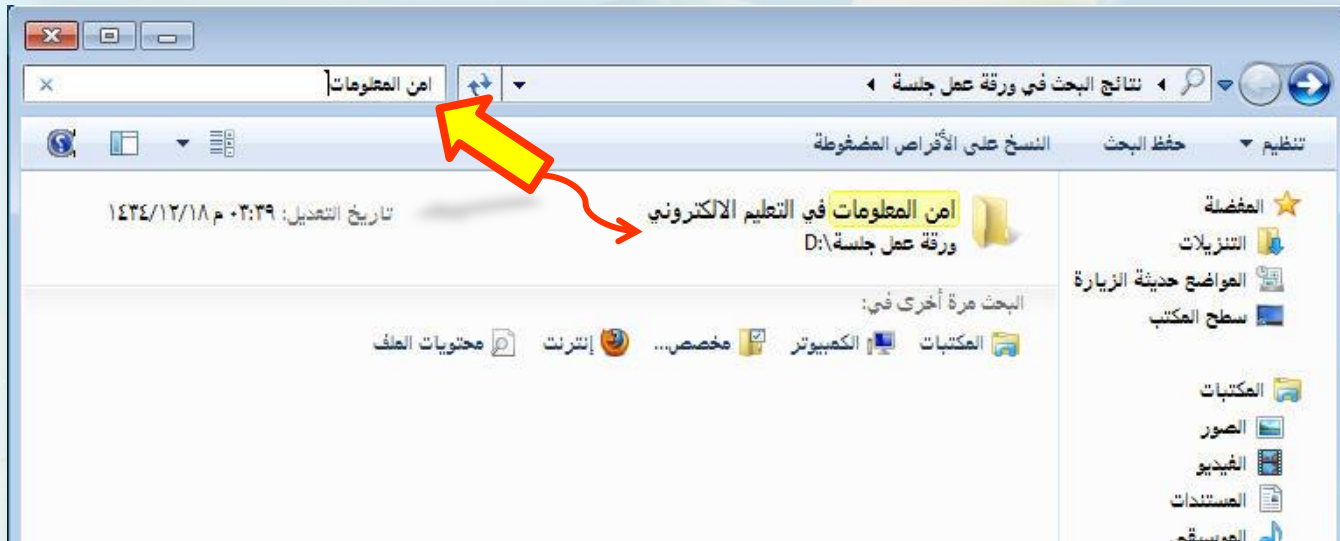 نتائج البحث في ورقة عمل جلسة
امن المعلومات
تنظيم
حفظ البحث
النسخ على الأقراص المضغوطة
المفضلة
التنزيلات
المواضع حديثة الزيارة
سطح المكتب
المكتبات
الصور
الفيديو
المستندات
الموسيقى
امن المعلومات في التعليم الالكتروني
ورقة عمل جلسة\:D
تاريخ التعديل: ١٤٣٤/١٢/١٨ ٠٣:٣٩ م
البحث مرة أخرى في:
المكتبات الكمبيوتر مخصص... إنترنت محتويات الملف